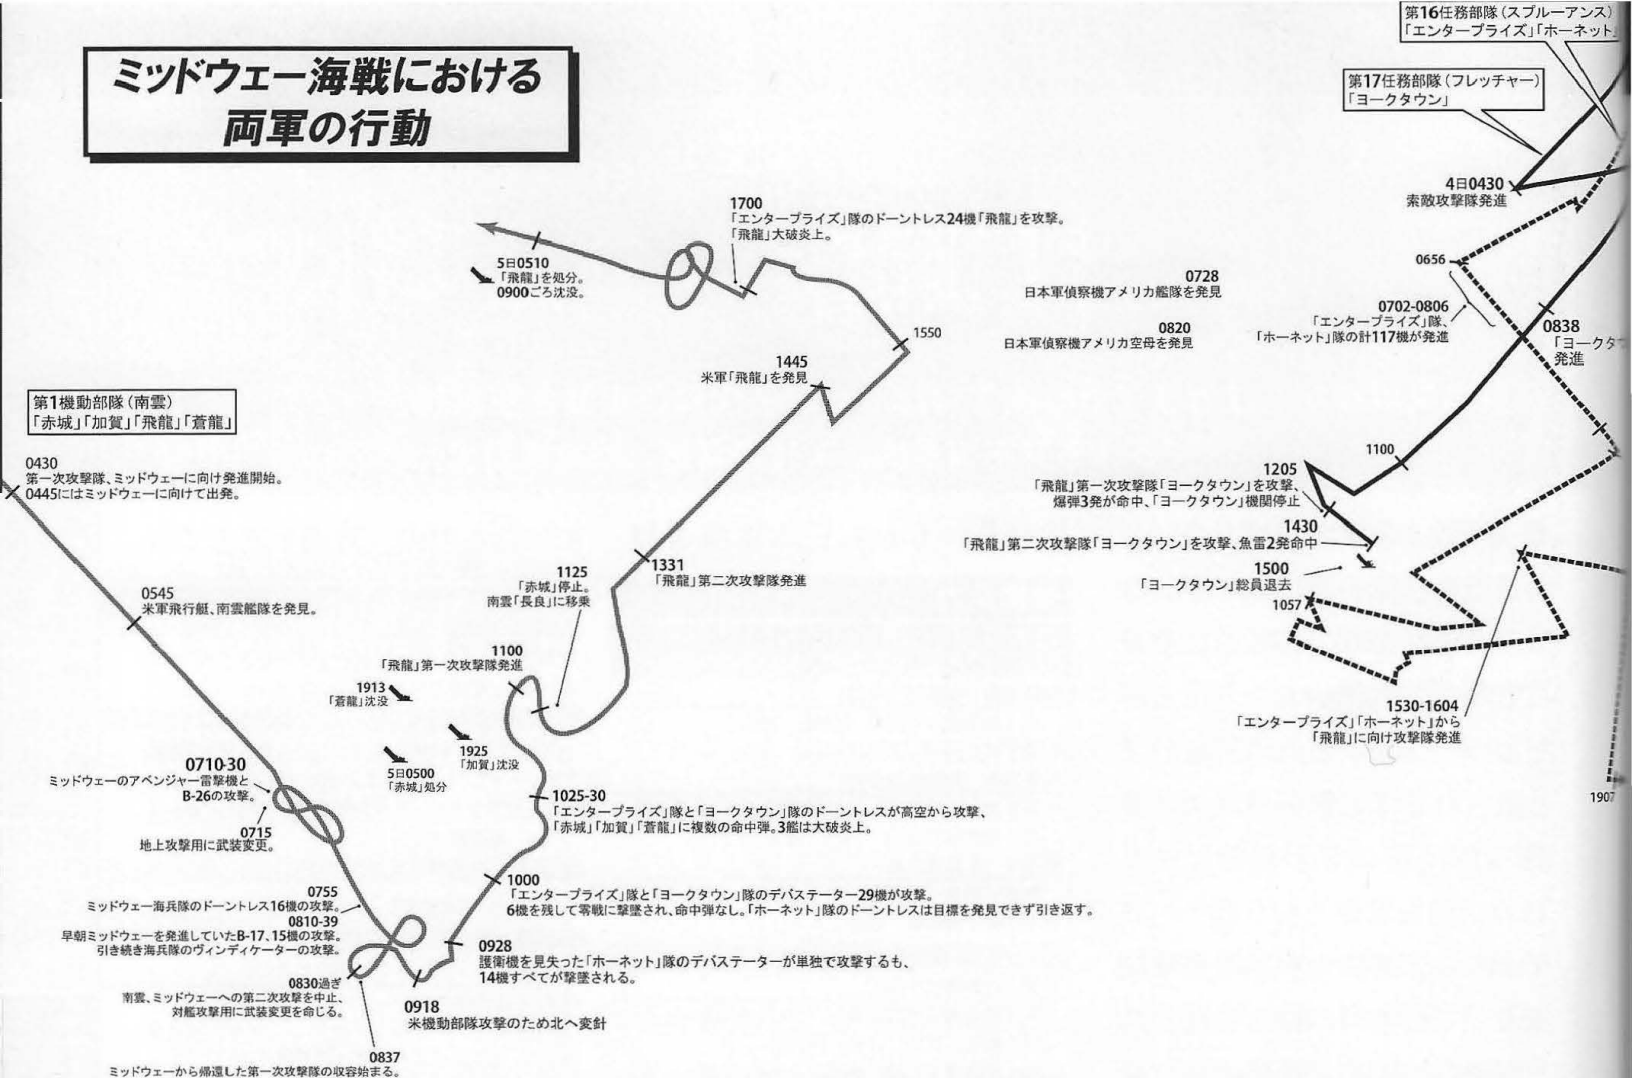 ミッドウェー海戦における
両軍の行動
第16任務部隊（スプルーアンス）
「エンタープライズ」「ホーネット」
第17任務部隊（フレッチャー）
「ヨークタウン」
4日0430
索敵攻撃隊発進
0656
0702-0806
「エンタープライズ」隊、
「ホーネット」隊の計117機が発進
0838
「ヨークタ
発進
1700
「エンタープライズ」隊のドーントレス24機「飛龍」を攻撃。
「飛龍」大破炎上。
5日0510
「飛龍」を処分。
0900ごろ沈没。
0728
日本軍偵察機アメリカ艦隊を発見
0820
日本軍偵察機アメリカ空母を発見
1550
1445
米軍「飛龍」を発見
第1機動部隊（南雲）
「赤城」「加賀」「飛龍」「蒼龍」
0430
第一次攻撃隊、ミッドウェーに向け発進開始。
0445にはミッドウェーに向けて出発。
1100
1205
「飛龍」第一次攻撃隊「ヨークタウン」を攻撃、
爆弾3発が命中、「ヨークタウン」機関停止
1430
「飛龍」第二次攻撃隊「ヨークタウン」を攻撃、魚雷2発命中
1500
「ヨークタウン」総員退去
1057
1331
「飛龍」第二次攻撃隊発進
1125
「赤城」停止。
南雲「長良」に移乗
0545
米軍飛行艇、南雲艦隊を発見。
1100
「飛龍」第一次攻撃隊発進
1913
「蒼龍」沈没
1925
「加賀」沈没
5日0500
「赤城」処分
1530-1604
「エンタープライズ」「ホーネット」から
「飛龍」に向け攻撃隊発進
1907
0710-30
ミッドウェーのアベンジャー雷撃機と
B-26の攻撃。
0715
地上攻撃用に武装変更。
1025-30
「エンタープライズ」隊と「ヨークタウン」隊のドーントレスが高空から攻撃、
「赤城」「加賀」「蒼龍」に複数の命中弾。3艦は大破炎上。
0755
ミッドウェー海兵隊のドーントレス16機の攻撃。
0810-39
早朝ミッドウェーを発進していたB-17、15機の攻撃。
引き続き海兵隊のヴィンディケーターの攻撃。
1000
「エンタープライズ」隊と「ヨークタウン」隊のデバステーター29機が攻撃。
6機を残して零戦に撃墜され、命中弾なし。「ホーネット」隊のドーントレスは目標を発見できず引き返す。
0928
護衛機を見失った「ホーネット」隊のデバステーターが単独で攻撃するも、
14機すべてが撃墜される。
0830過ぎ
南雲、ミッドウェーへの第二次攻撃を中止、
対艦攻撃用に武装変更を命じる。
0918
米機動部隊攻撃のため北へ変針
0837
ミッドウェーから帰還した第一次攻撃隊の収容始まる。